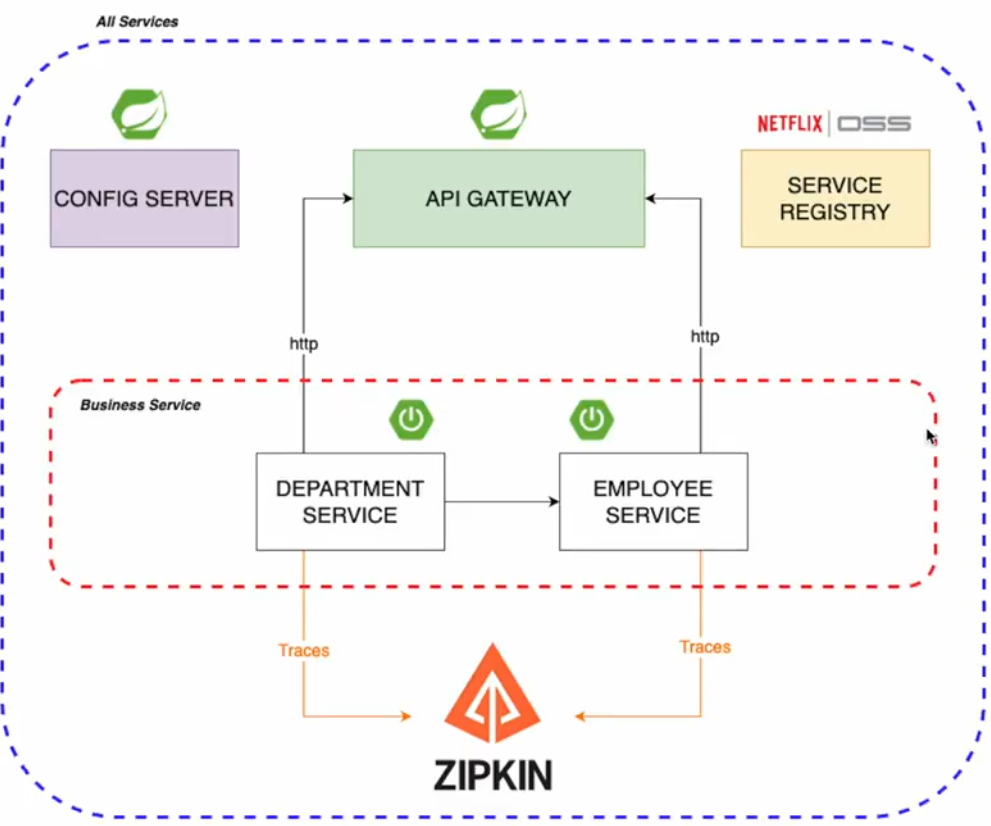 All Services
NETFLIX OSS
CONFIG SERVER
API GATEWAY
SERVICE
REGISTRY
http
http
Business Service
DEPARTMENT
SERVICE
EMPLOYEE
SERVICE
Traces
Traces
ZIPKIN